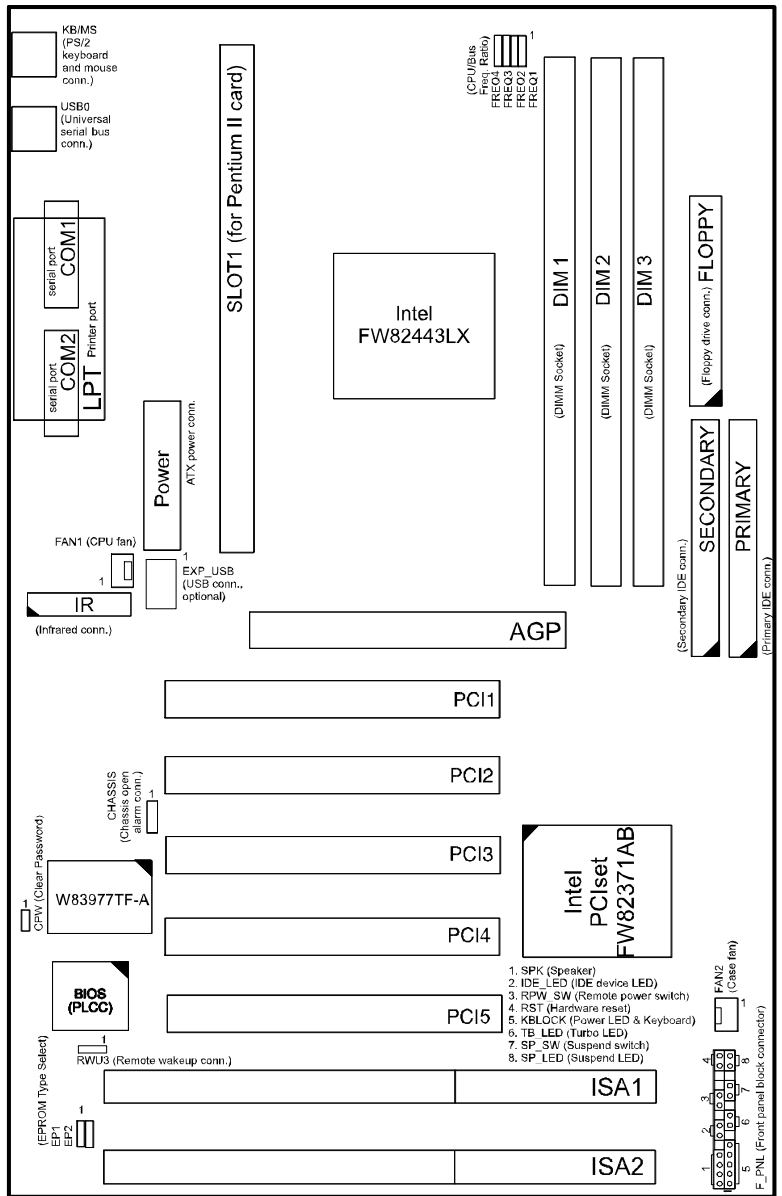 KB/MS
(PS/2
keyboard
and mouse
conn.)
USB0
(Universal
serial bus
conn.)
serial port
COM1
serial port
COM2
LPT
Printer port
SLOT1 (for Pentium II card)
(CPU/Bus
Freq. Ratio)
FREQ4
FREQ3
FREQ2
FREQ1
1
Intel
FW82443LX
DIM1
(DIMM Socket)
DIM2
(DIMM Socket)
DIM3
(DIMM Socket)
FLOPPY
(Floppy drive conn.)
SECONDARY
(Secondary IDE conn.)
PRIMARY
(Primary IDE conn.)
Power
ATX power conn.
FAN1 (CPU fan)
1
1
EXP_USB
(USB conn.,
optional)
IR
(Infrared conn.)
AGP
PCI1
PCI2
CHASSIS
(Chassis open
alarm conn.)
1
PCI3
CPW (Clear Password)
1
W83977TF-A
PCI4
Intel
PCIset
FW82371AB
BIOS
(PLCC)
PCI5
1
RWU3 (Remote wakeup conn.)
1. SPK (Speaker)
2. IDE_LED (IDE device LED)
3. RPW_SW (Remote power switch)
4. RST (Hardware reset)
5. KBLOCK (Power LED & Keyboard)
6. TB_LED (Turbo LED)
7. SP_SW (Suspend switch)
8. SP_LED (Suspend LED)
FAN2
(Case fan)
1
ISA1
(EPROM Type Select)
EP1
EP2
1
ISA2
4
8
3
7
2
6
1
5
F_PNL (Front panel block connector)